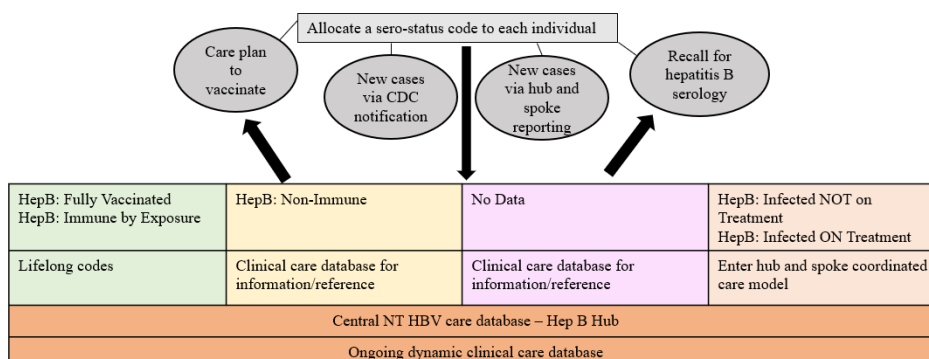 Allocate a sero-status code to each individual
Care plan
to
vaccinate
New cases
via CDC
notification
New cases
via hub and
spoke
reporting
Recall for
hepatitis B
serology
HepB: Fully Vaccinated
HepB: Immune by Exposure
HepB: Non-Immune
No Data
HepB: Infected NOT on
Treatment
HepB: Infected ON Treatment
Lifelong codes
Clinical care database for
information/reference
Clinical care database for
information/reference
Enter hub and spoke coordinated
care model
Central NT HBV care database – Hep B Hub
Ongoing dynamic clinical care database